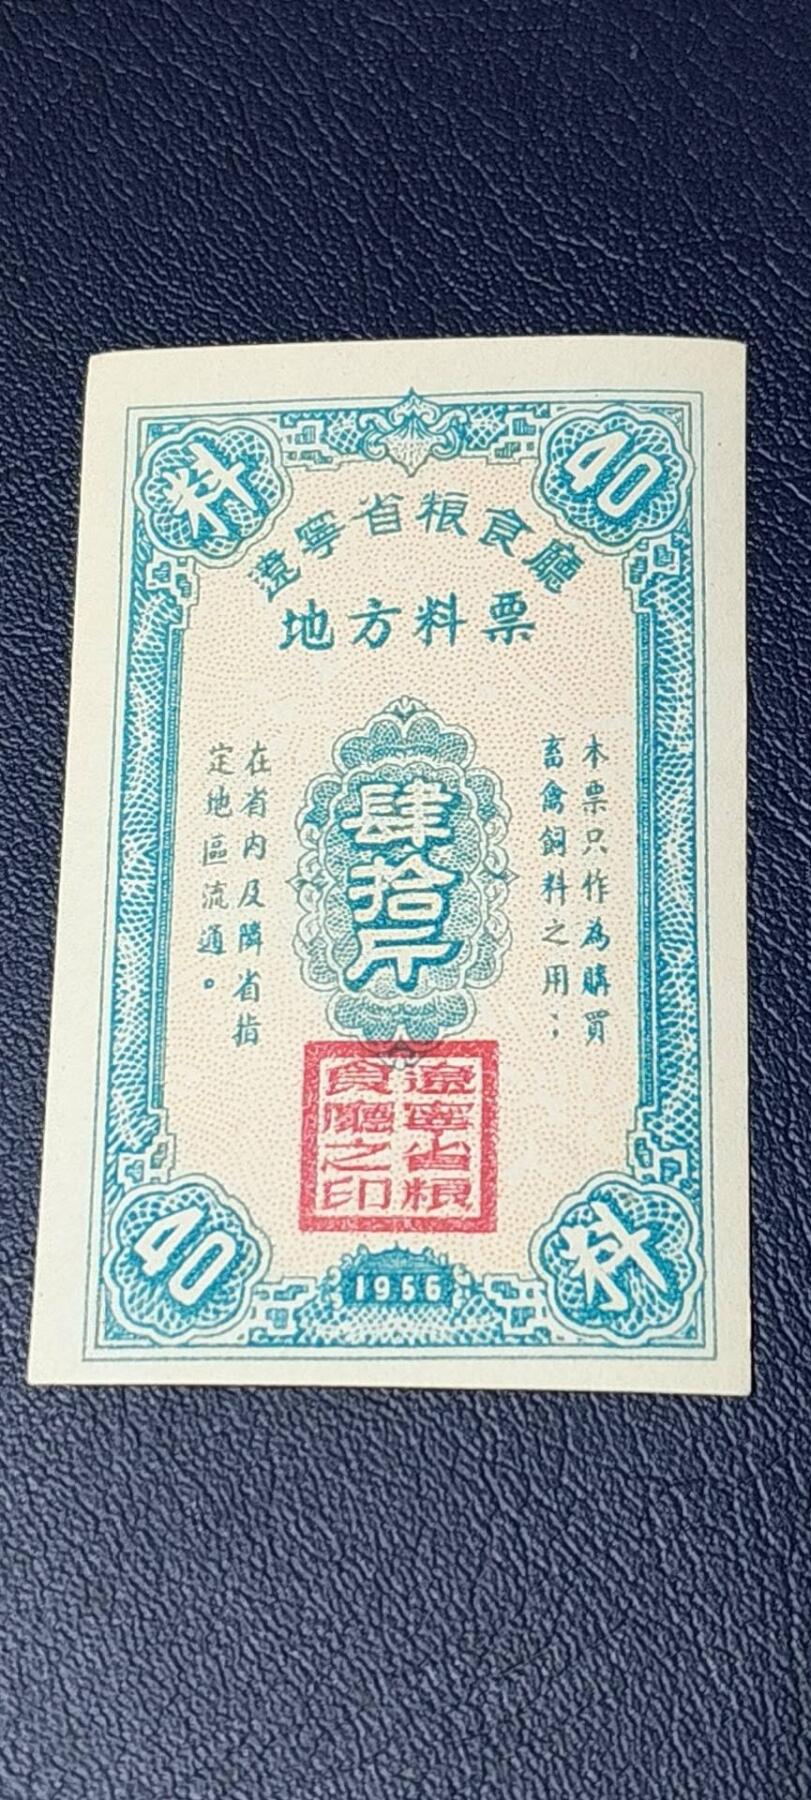 料
40
遼寧省粮食廳
地方料票
本票只作為購買
畜禽飼料之用；
肆拾斤
在省内及隣省指
定地區流通。
遼寧省粮
食廳之印
40
1956
料